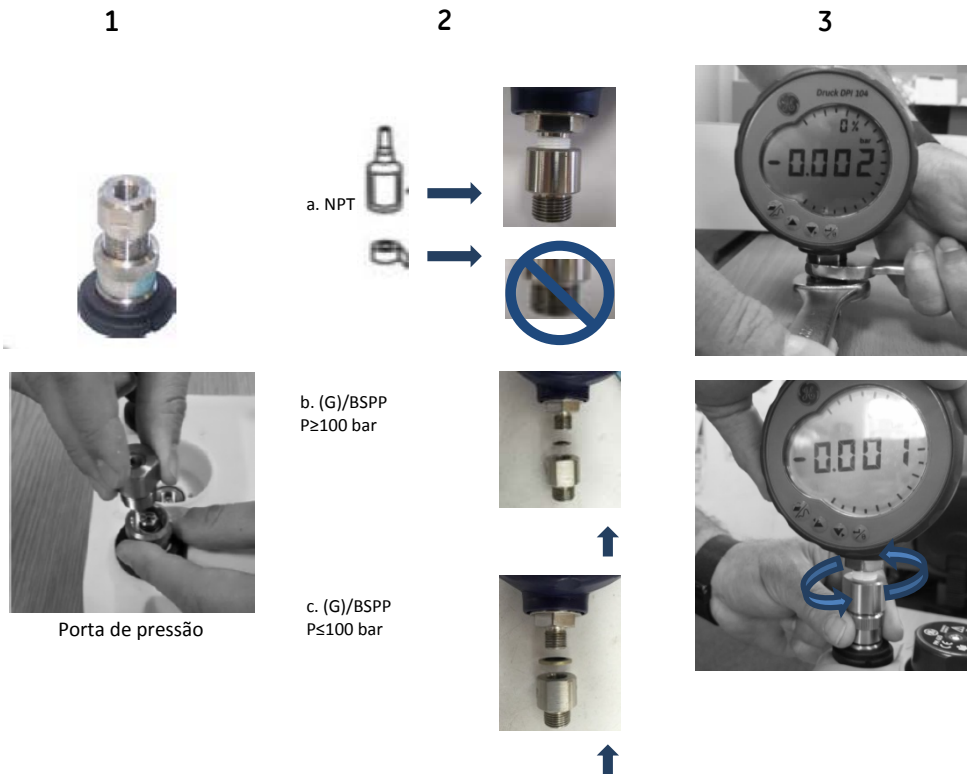 1
2
3
a. NPT
b. (G)/BSPP
P≥100 bar
c. (G)/BSPP
P≤100 bar
Porta de pressão
Druck DPI 104
0 %
bar
- 0.002
- 0.001